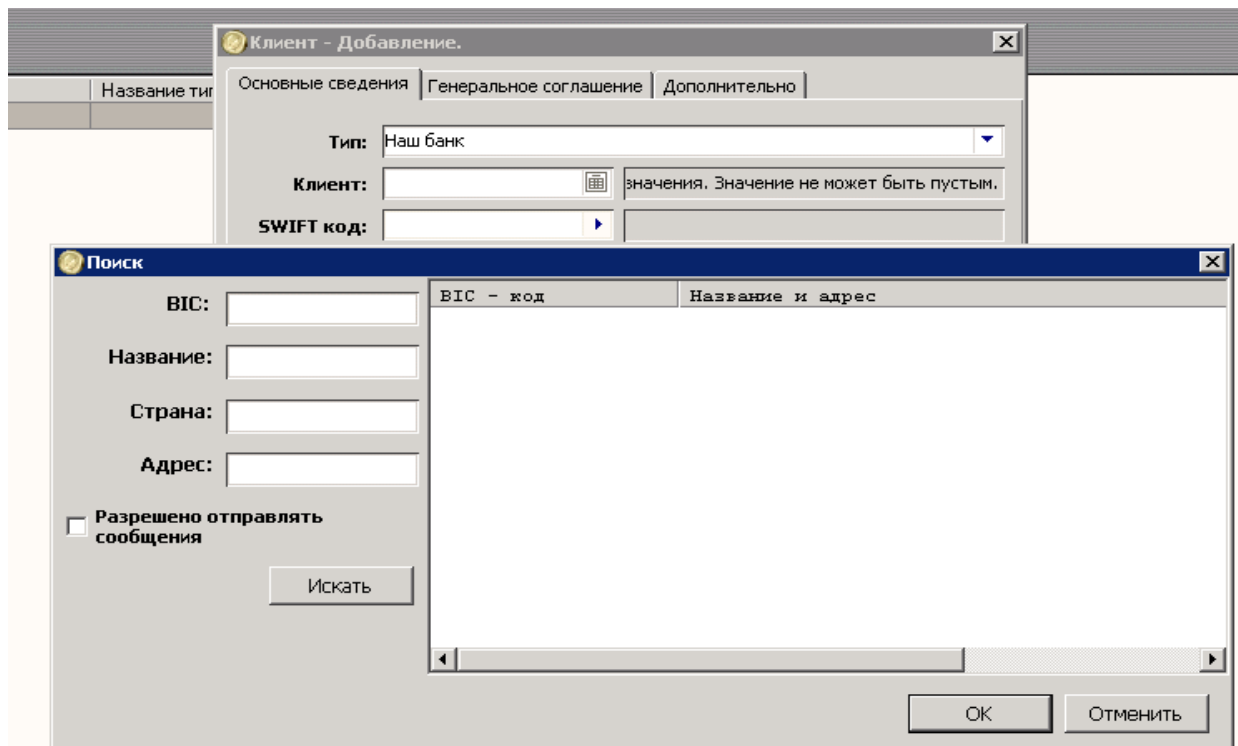 Клиент - Добавление.
Название тип
Основные сведения Генеральное соглашение Дополнительно
Тип: Наш банк
Клиент: значения. Значение не может быть пустым.
SWIFT код:
Поиск
BIC:
BIC - код Название и адрес
Название:
Страна:
Адрес:
Разрешено отправлять
сообщения
Искать
OK Отменить